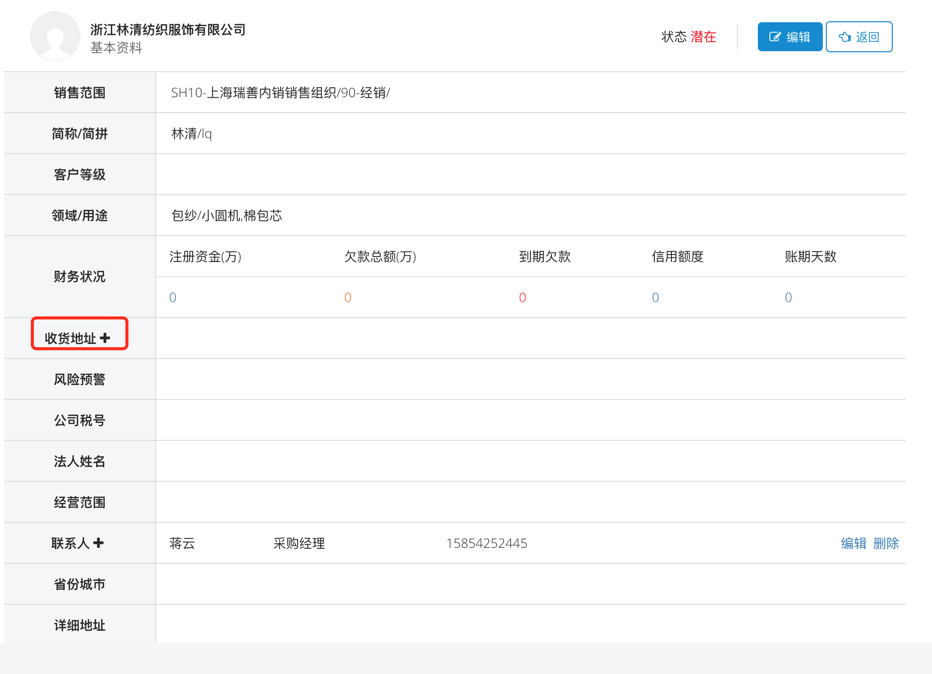 浙江林清纺织服饰有限公司
基本资料
状态 潜在
编辑
返回
销售范围 SH10-上海瑞善内销销售组织/90-经销/
简称/简拼 林清/lq
客户等级
领域/用途 包纱/小圆机,棉包芯
财务状况
注册资金(万) 欠款总额(万) 到期欠款 信用额度 账期天数
0 0 0 0 0
收货地址
风险预警
公司税号
法人姓名
经营范围
联系人 蒋云 采购经理 15854252445 编辑 删除
省份城市
详细地址